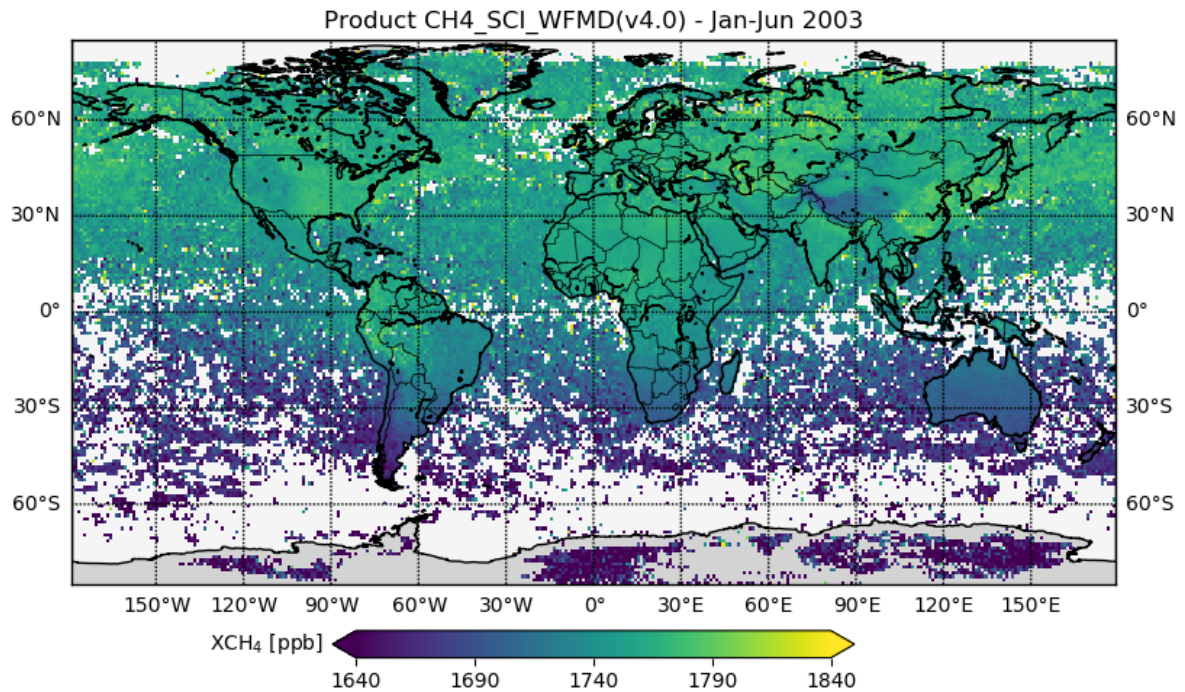 Product CH4_SCI_WFMD(v4.0) - Jan-Jun 2003
60°N 60°N
30°N 30°N
0° 0°
30°S 30°S
60°S 60°S
150°W 120°W 90°W 60°W 30°W 0° 30°E 60°E 90°E 120°E 150°E
XCH₄ [ppb]
1640 1690 1740 1790 1840